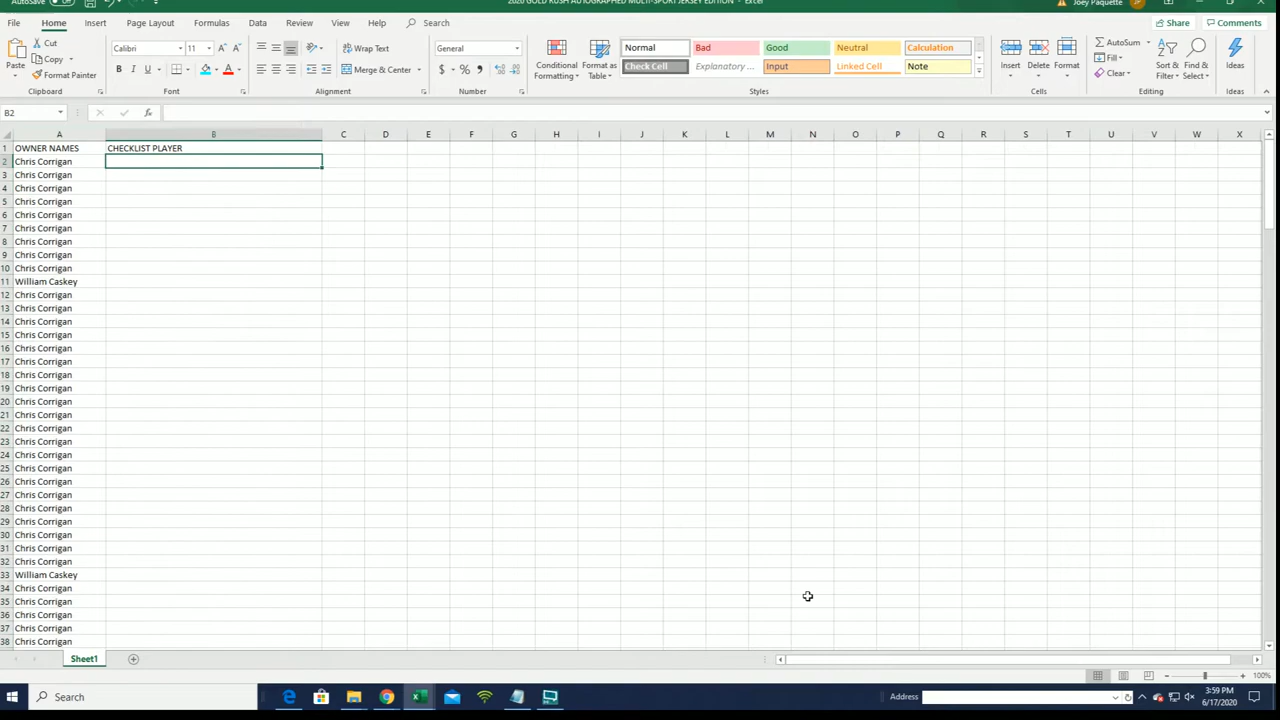 AutoSave Off 2020 GOLD RUSH AUTOGRAPHED MULTI-SPORT JERSEY EDITION - Excel Joey Paquette JP
File Home Insert Page Layout Formulas Data Review View Help Search Share Comments
Paste Cut Copy Format Painter
Clipboard
Calibri 11 A A
B I U A
Font
Wrap Text
Merge & Center
Alignment
General
$ % ,
Number
Conditional Formatting Format as Table
Normal Bad Good Neutral Calculation
Check Cell Explanatory ... Input Linked Cell Note
Styles
Insert Delete Format
Cells
AutoSum
Fill
Clear
Sort & Filter Find & Select
Editing
Ideas
Ideas
B2 fx
A B C D E F G H I J K L M N O P Q R S T U V W X
1 OWNER NAMES CHECKLIST PLAYER
2 Chris Corrigan
3 Chris Corrigan
4 Chris Corrigan
5 Chris Corrigan
6 Chris Corrigan
7 Chris Corrigan
8 Chris Corrigan
9 Chris Corrigan
10 Chris Corrigan
11 William Caskey
12 Chris Corrigan
13 Chris Corrigan
14 Chris Corrigan
15 Chris Corrigan
16 Chris Corrigan
17 Chris Corrigan
18 Chris Corrigan
19 Chris Corrigan
20 Chris Corrigan
21 Chris Corrigan
22 Chris Corrigan
23 Chris Corrigan
24 Chris Corrigan
25 Chris Corrigan
26 Chris Corrigan
27 Chris Corrigan
28 Chris Corrigan
29 Chris Corrigan
30 Chris Corrigan
31 Chris Corrigan
32 Chris Corrigan
33 William Caskey
34 Chris Corrigan
35 Chris Corrigan
36 Chris Corrigan
37 Chris Corrigan
38 Chris Corrigan
Sheet1
100%
Search Address 3:59 PM
6/17/2020